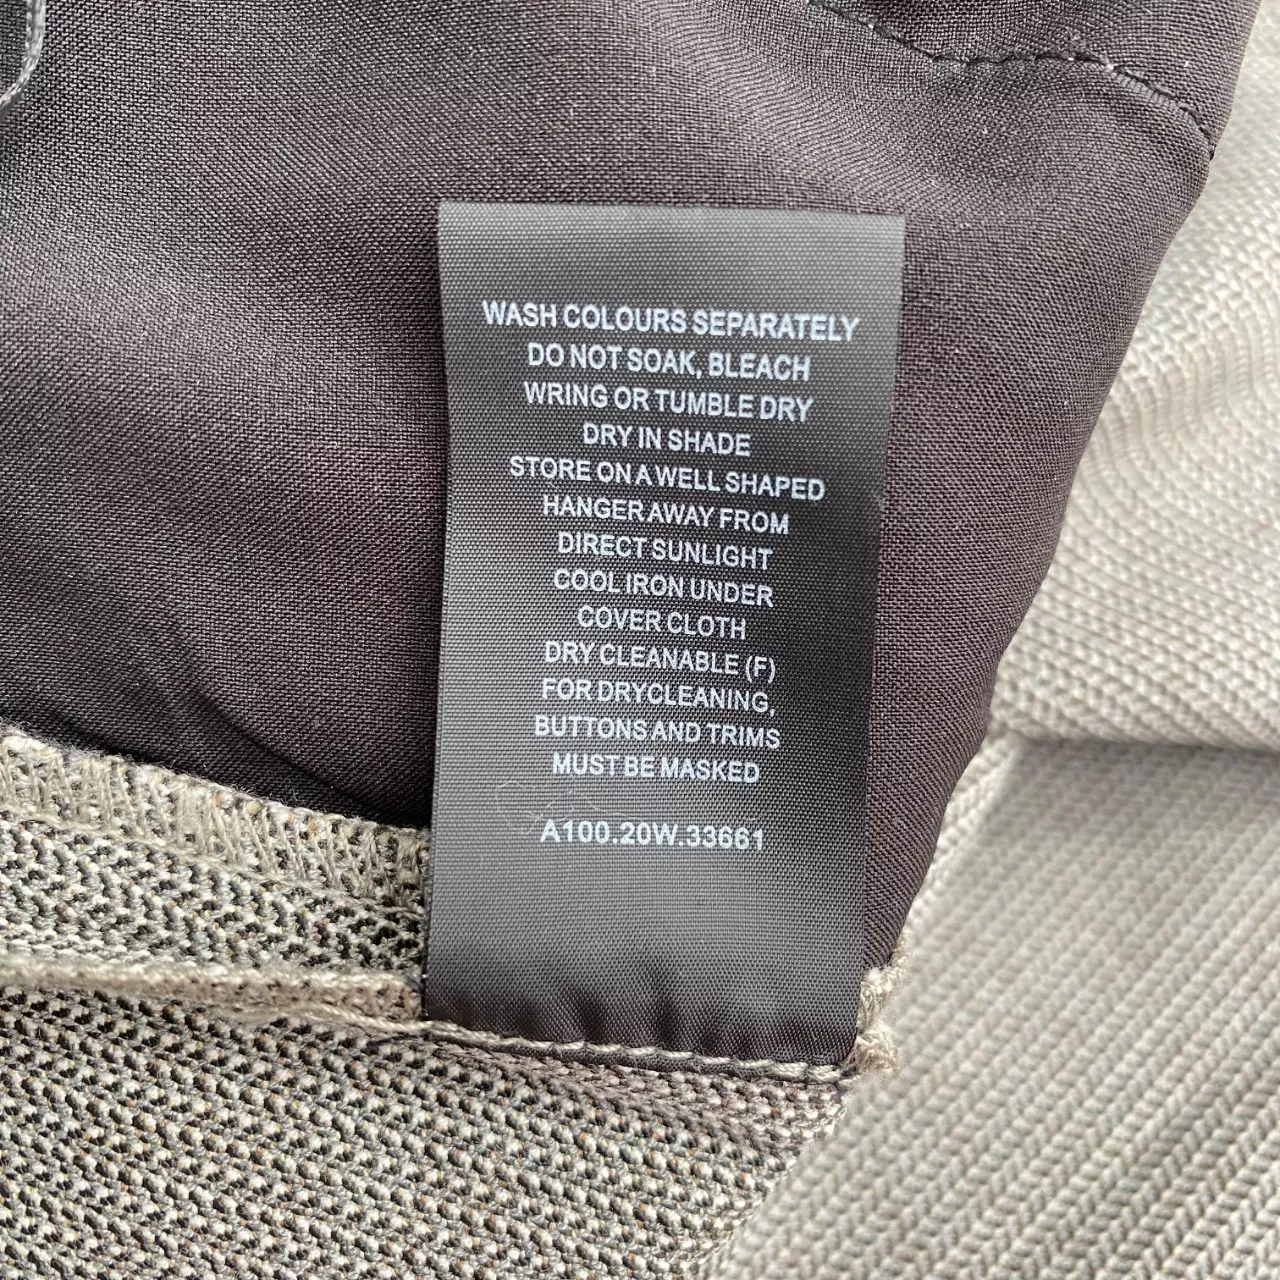 WASH COLOURS SEPARATELY
DO NOT SOAK, BLEACH
WRING OR TUMBLE DRY
DRY IN SHADE
STORE ON A WELL SHAPED
HANGER AWAY FROM
DIRECT SUNLIGHT
COOL IRON UNDER
COVER CLOTH
DRY CLEANABLE (F)
FOR DRYCLEANING,
BUTTONS AND TRIMS
MUST BE MASKED
A100.20W.33661